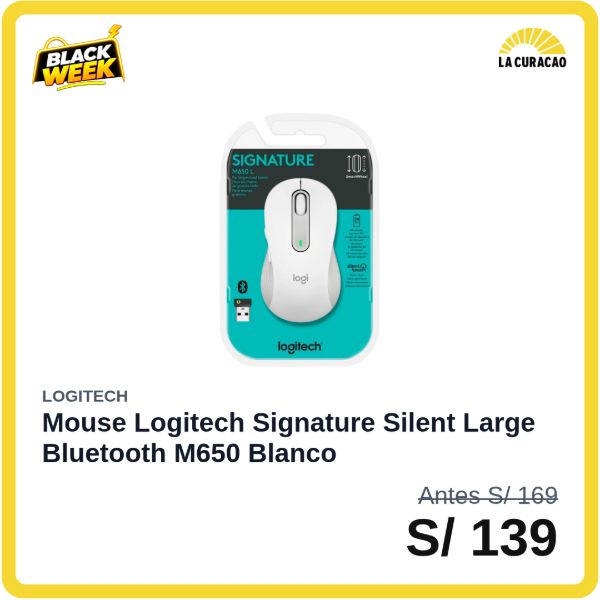 BLACK
WEEK
LA CURACAO
SIGNATURE
M650 L
SmartWheel
logi
logitech
LOGITECH
Mouse Logitech Signature Silent Large
Bluetooth M650 Blanco
Antes S/ 169
S/ 139